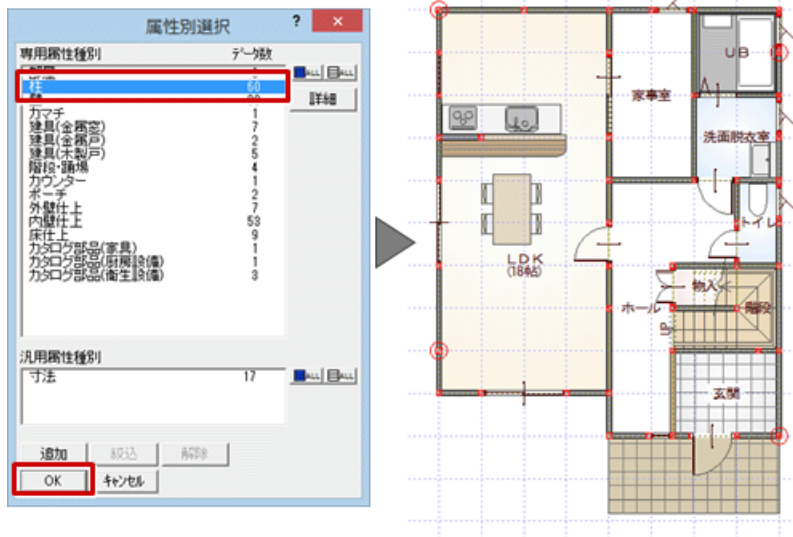 属性別選択
?
×
専用属性種別 データ数
柱 60
カマチ 1
建具(金属窓) 7
建具(金属戸) 2
建具(木製戸) 5
階段・踊場 4
カウンター 1
ポーチ 2
外壁仕上 7
内壁仕上 53
床仕上 9
カタログ部品(家具) 1
カタログ部品(厨房設備) 1
カタログ部品(衛生設備) 3
ALL ALL
詳細
汎用属性種別
寸法 17
ALL ALL
追加 絞込 解除
OK キャンセル
UB
家事室
洗面脱衣室
トイレ
LDK
(18帖)
物入
ホール
階段
UP
玄関